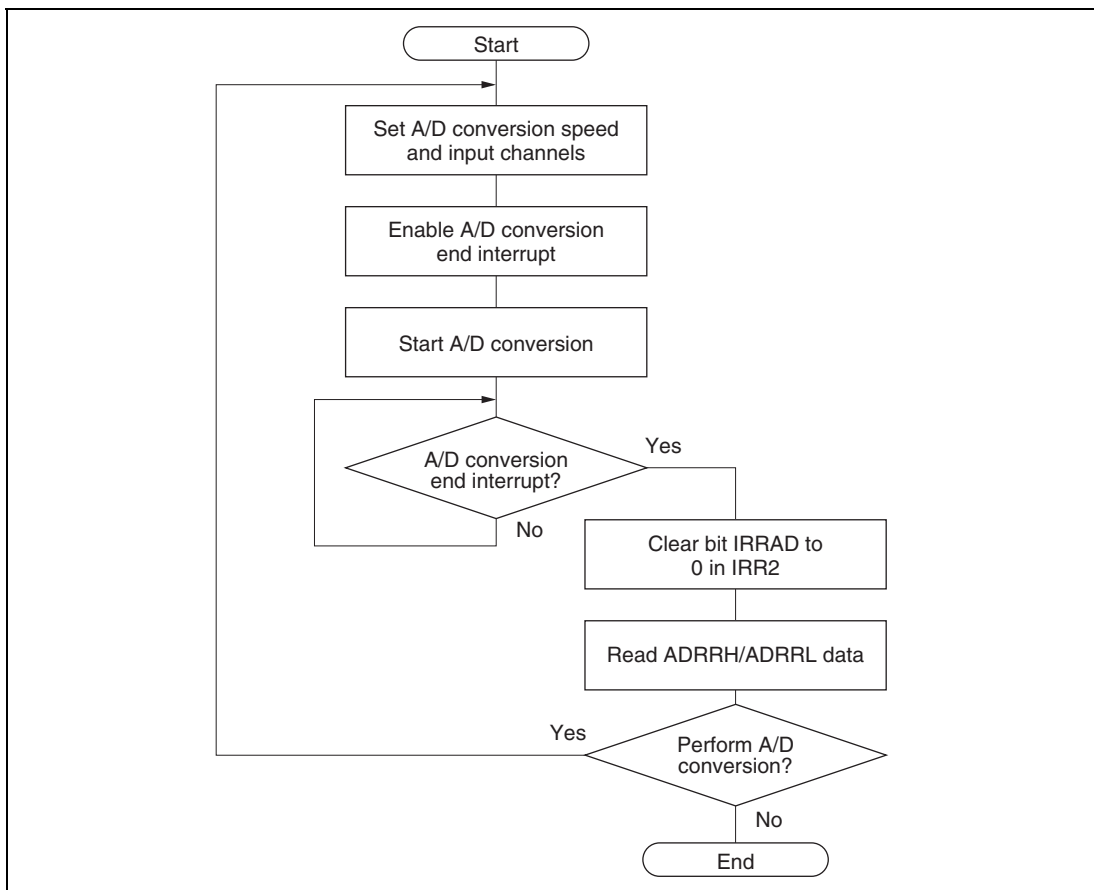 Start
Set A/D conversion speed
and input channels
Enable A/D conversion
end interrupt
Start A/D conversion
A/D conversion
end interrupt?
Yes
No
Clear bit IRRAD to
0 in IRR2
Read ADRRH/ADRRL data
Perform A/D
conversion?
Yes
No
End